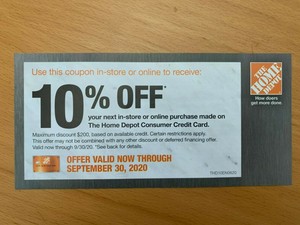 Use this coupon in-store or online to receive:
10% OFF*
your next in-store or online purchase made on
The Home Depot Consumer Credit Card.
Maximum discount $200, based on available credit. Certain restrictions apply.
This offer may not be combined with any other discount or deferred financing offer.
Valid now through 9/30/20. *See back for details.
OFFER VALID NOW THROUGH
SEPTEMBER 30, 2020
THE HOME DEPOT
How doers
get more done.